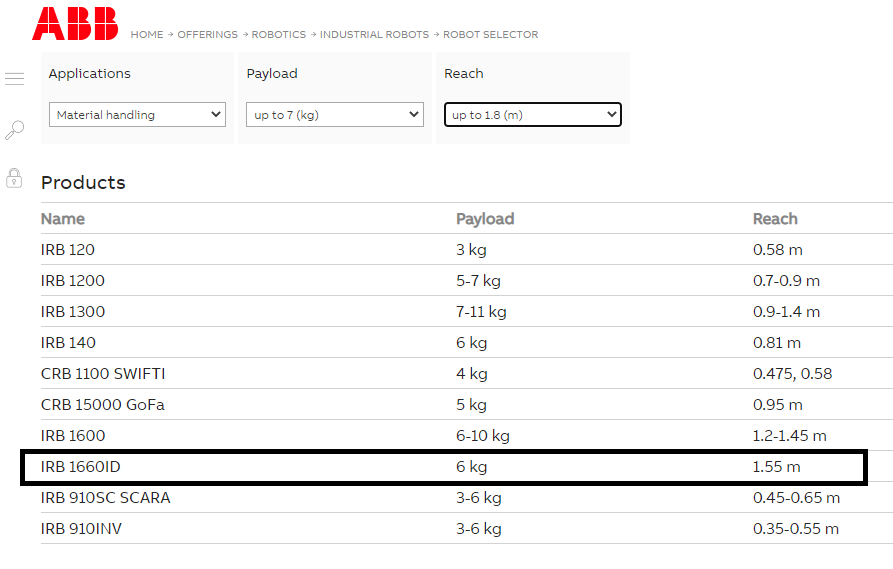 ABB HOME → OFFERINGS → ROBOTICS → INDUSTRIAL ROBOTS → ROBOT SELECTOR
Applications Payload Reach
Material handling up to 7 (kg) up to 1.8 (m)
Products
Name Payload Reach
IRB 120 3 kg 0.58 m
IRB 1200 5-7 kg 0.7-0.9 m
IRB 1300 7-11 kg 0.9-1.4 m
IRB 140 6 kg 0.81 m
CRB 1100 SWIFTI 4 kg 0.475, 0.58
CRB 15000 GoFa 5 kg 0.95 m
IRB 1600 6-10 kg 1.2-1.45 m
IRB 1660ID 6 kg 1.55 m
IRB 910SC SCARA 3-6 kg 0.45-0.65 m
IRB 910INV 3-6 kg 0.35-0.55 m